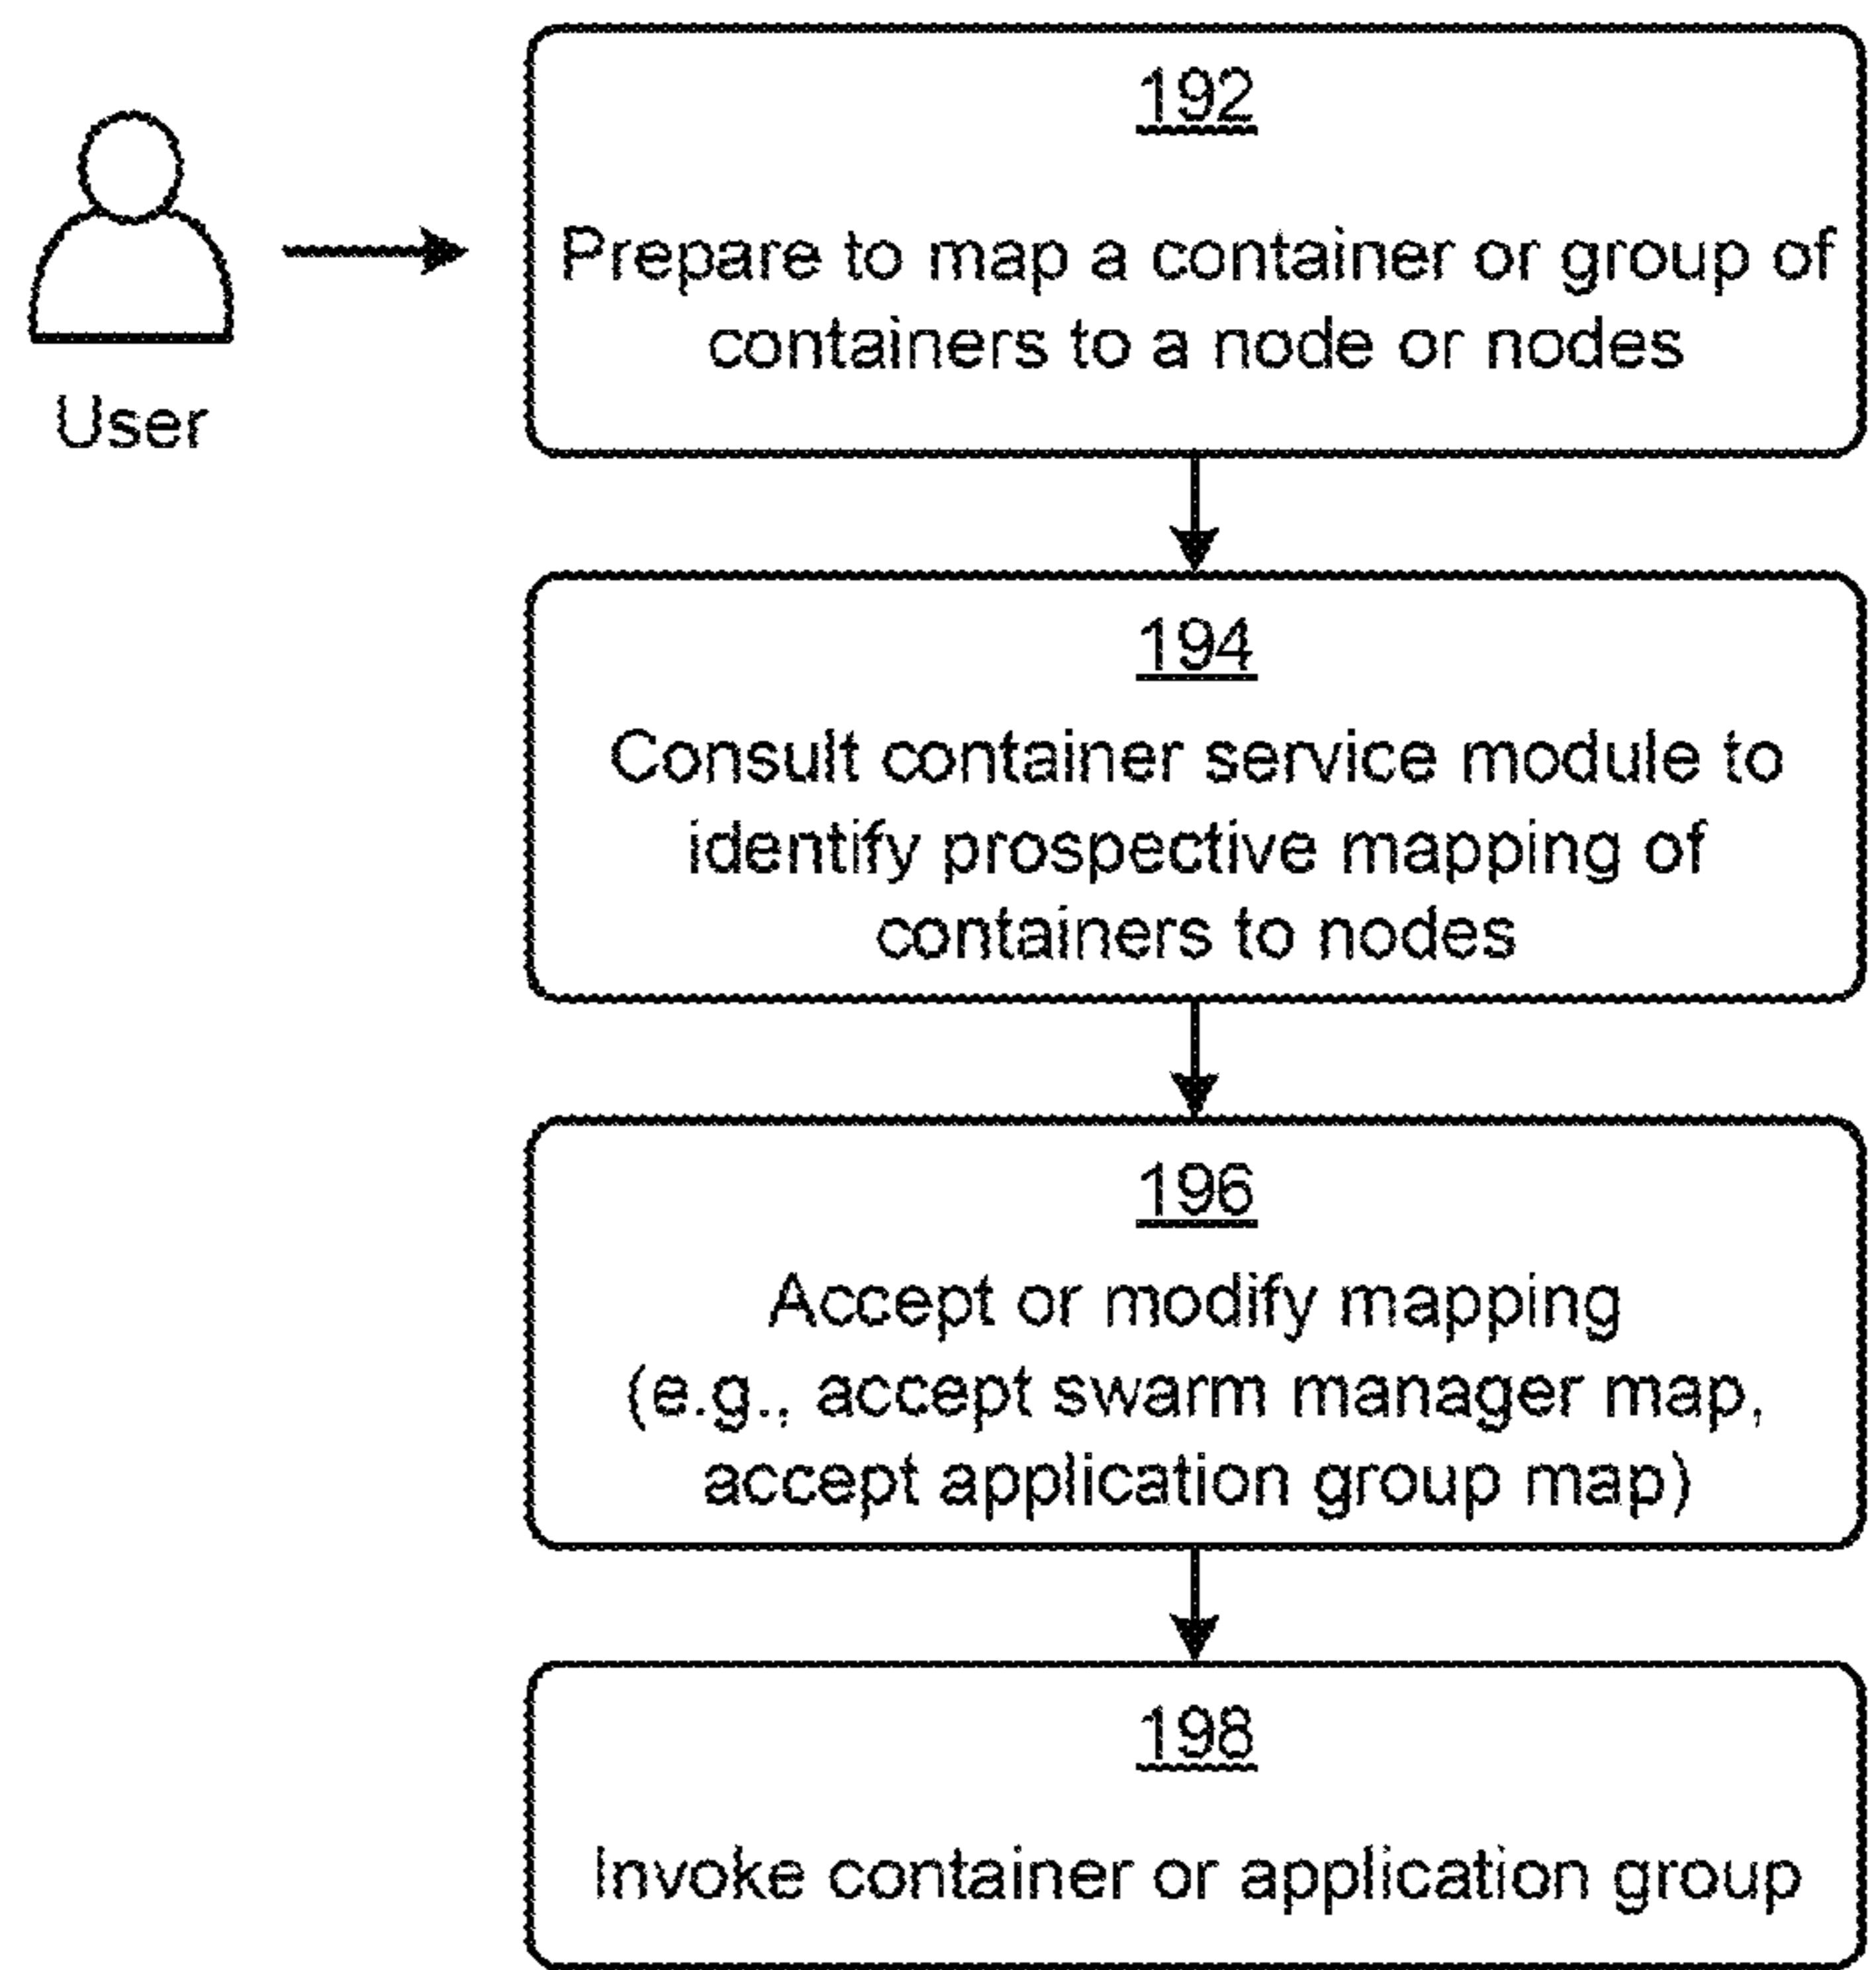 192
Prepare to map a container or group of
containers to a node or nodes
User
194
Consult container service module to
identify prospective mapping of
containers to nodes
196
Accept or modify mapping
(e.g., accept swarm manager map,
accept application group map)
198
Invoke container or application group